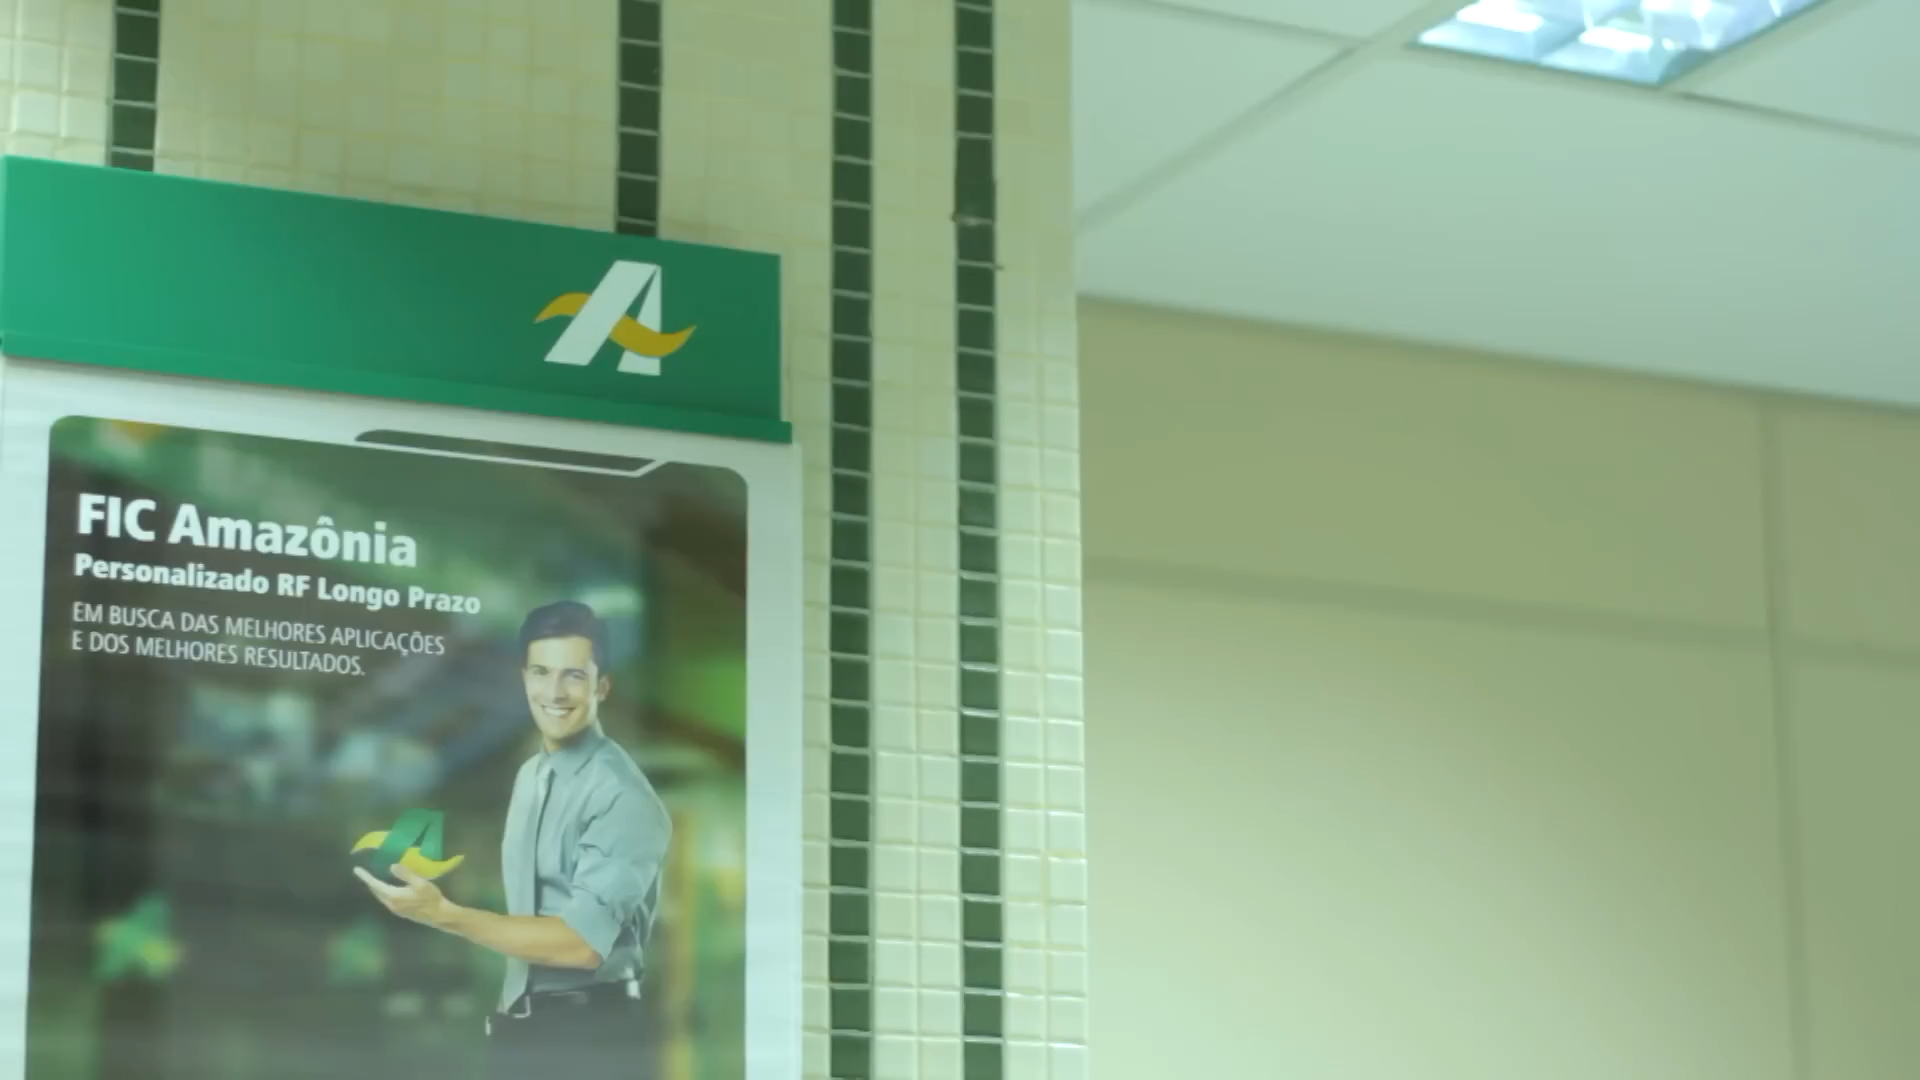 FIC Amazônia
Personalizado RF Longo Prazo
EM BUSCA DAS MELHORES APLICAÇÕES
E DOS MELHORES RESULTADOS.